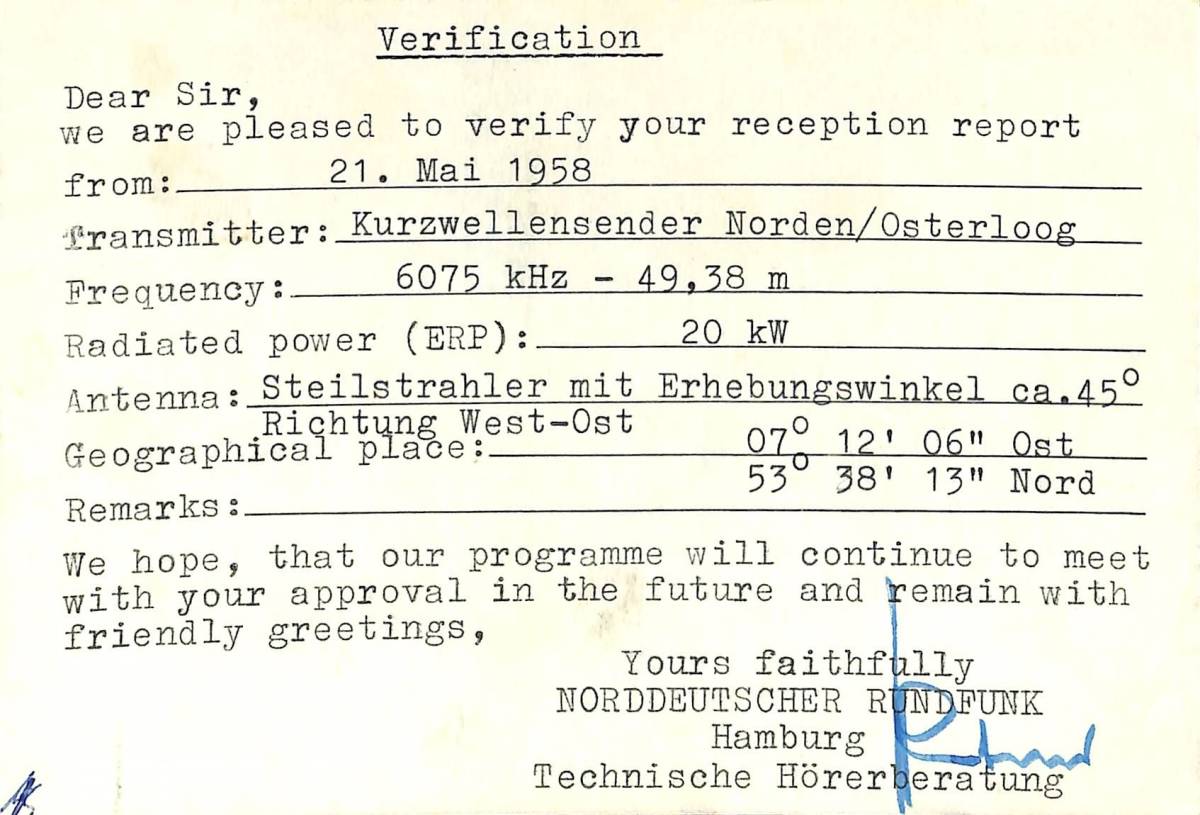 Verification
Dear Sir,
we are pleased to verify your reception report
from: 21. Mai 1958
Transmitter: Kurzwellensender Norden/Osterloog
Frequency: 6075 kHz - 49,38 m
Radiated power (ERP): 20 kW
Antenna: Steilstrahler mit Erhebungswinkel ca.45°
Richtung West-Ost
Geographical place: 07° 12' 06" Ost
53° 38' 13" Nord
Remarks:
We hope, that our programme will continue to meet
with your approval in the future and remain with
friendly greetings,
Yours faithfully
NORDDEUTSCHER RUNDFUNK
Hamburg
Technische Hörerberatung